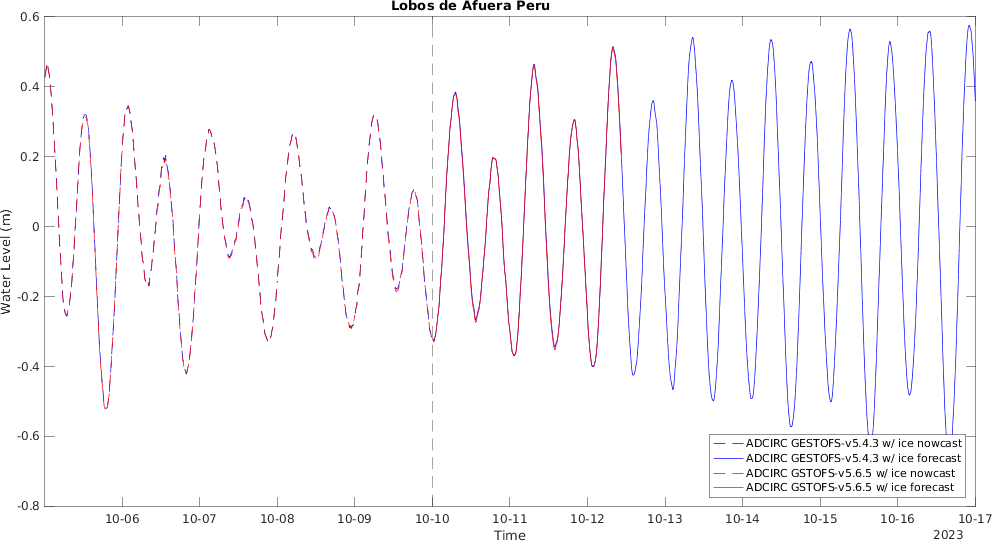 Lobos de Afuera Peru
0.6
0.4
0.2
0
-0.2
-0.4
-0.6
-0.8
Water Level (m)
ADCIRC GESTOFS-v5.4.3 w/ ice nowcast
ADCIRC GESTOFS-v5.4.3 w/ ice forecast
ADCIRC GSTOFS-v5.6.5 w/ ice nowcast
ADCIRC GSTOFS-v5.6.5 w/ ice forecast
10-06 10-07 10-08 10-09 10-10 10-11 10-12 10-13 10-14 10-15 10-16 10-17
Time
2023